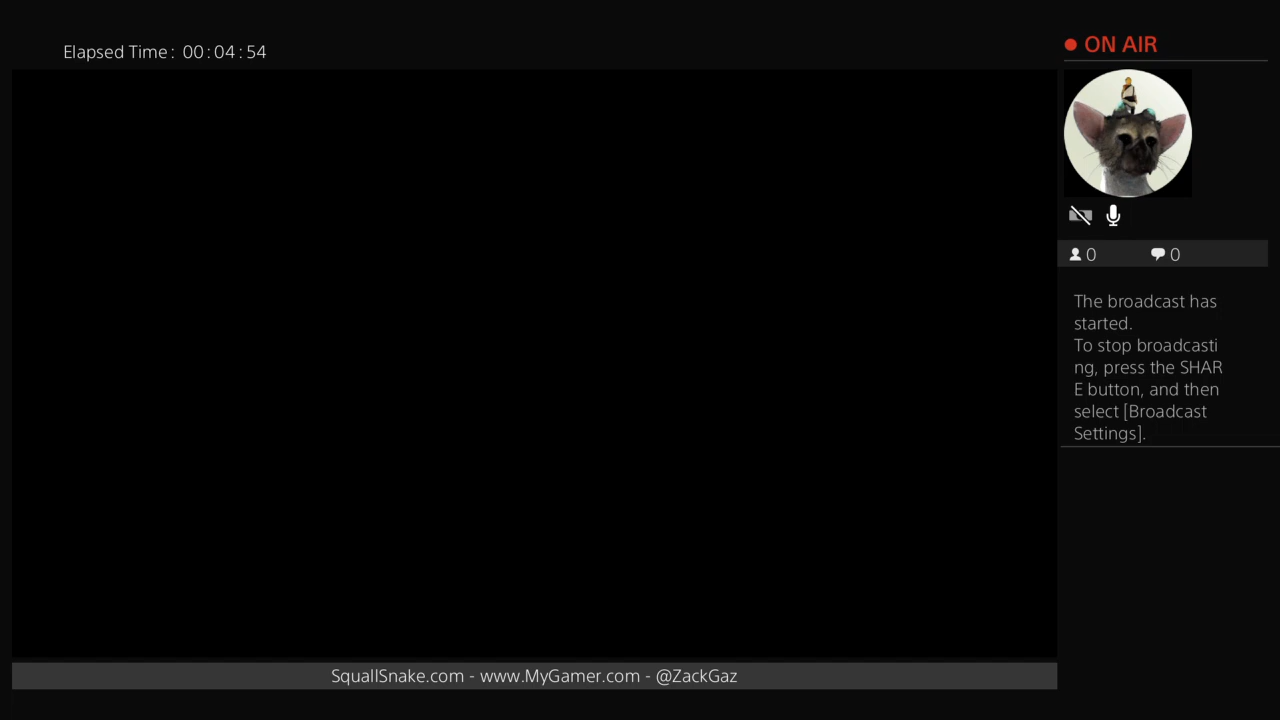 Elapsed Time: 00:04:54
ON AIR
0 0
The broadcast has
started.
To stop broadcasti
ng, press the SHAR
E button, and then
select [Broadcast
Settings].
SquallSnake.com - www.MyGamer.com - @ZackGaz